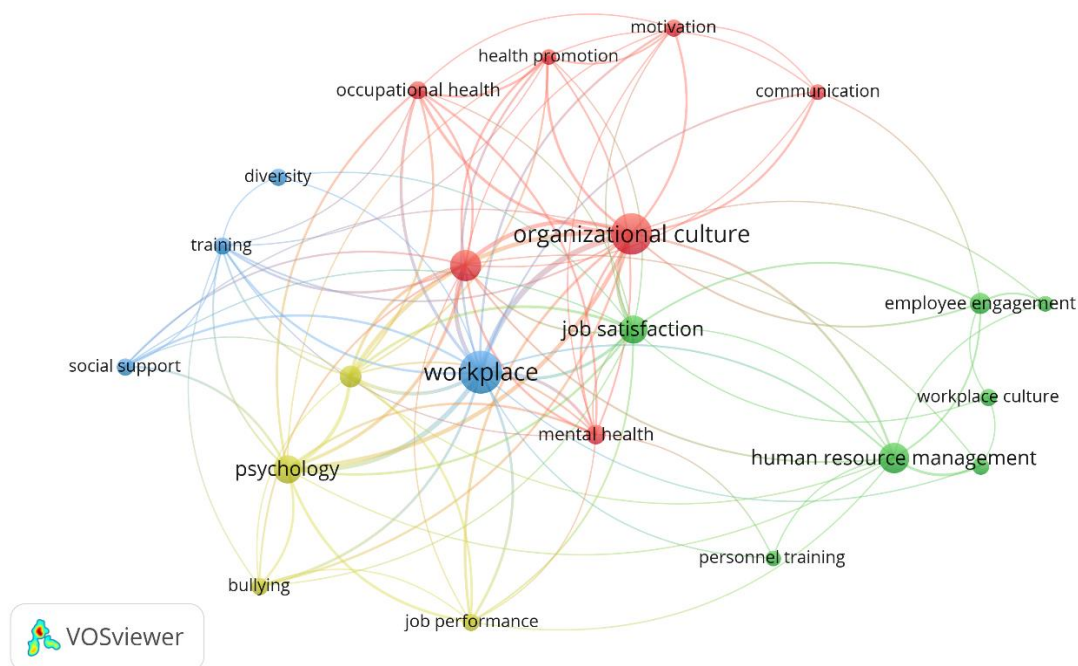 motivation
health promotion
occupational health
communication
diversity
organizational culture
training
employee engagement
job satisfaction
social support
workplace
workplace culture
mental health
human resource management
psychology
personnel training
bullying
job performance
VOSviewer